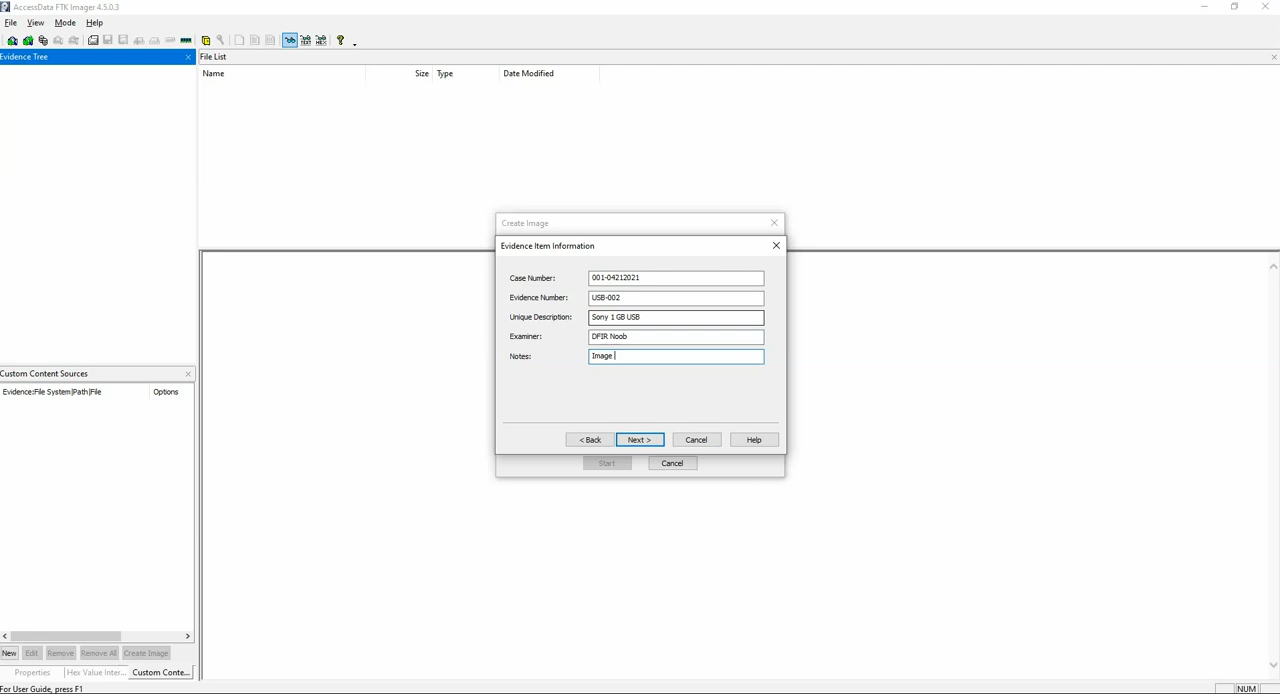 AccessData FTK Imager 4.5.0.3
File View Mode Help
Evidence Tree
File List
Name Size Type Date Modified
Create Image
Evidence Item Information
Case Number: 001-04212021
Evidence Number: USB-002
Unique Description: Sony 1 GB USB
Examiner: DFIR Noob
Notes: Image
< Back Next > Cancel Help
Start Cancel
Custom Content Sources
Evidence:File System|Path|File Options
New Edit Remove Remove All Create Image
Properties Hex Value Inter... Custom Conte...
For User Guide, press F1
NUM